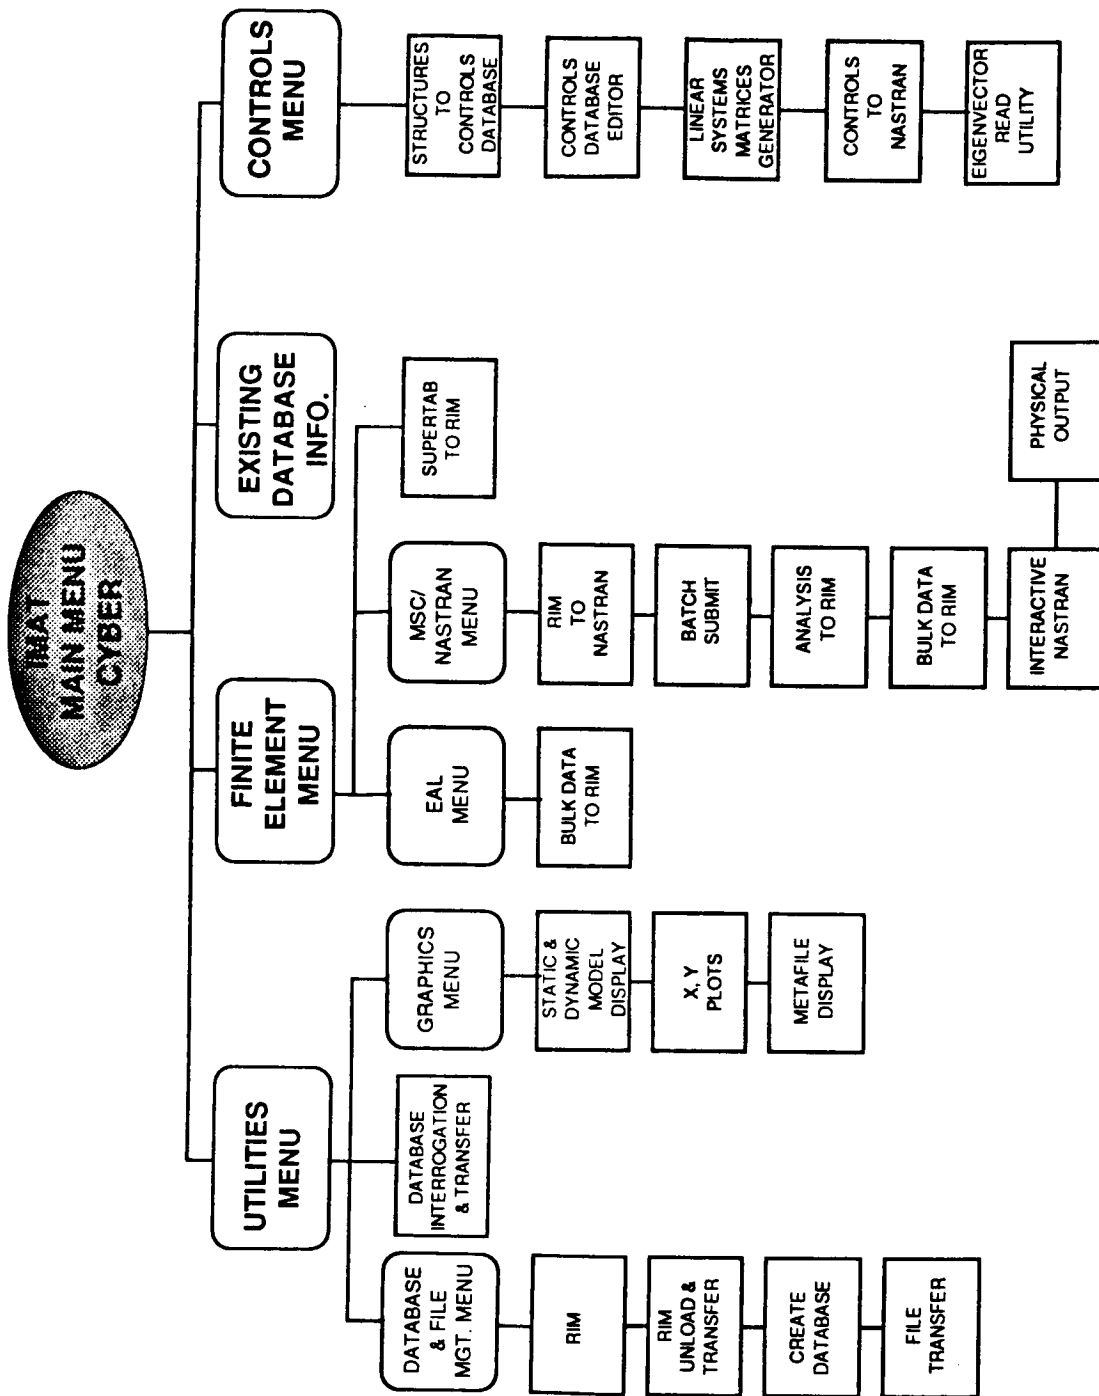 IMAT
MAIN MENU
CYBER
UTILITIES
MENU
FINITE
ELEMENT
MENU
EXISTING
DATABASE
INFO.
CONTROLS
MENU
DATABASE
& FILE
MGT. MENU
RIM
RIM
UNLOAD &
TRANSFER
CREATE
DATABASE
FILE
TRANSFER
DATABASE
INTERROGATION
& TRANSFER
GRAPHICS
MENU
STATIC &
DYNAMIC
MODEL
DISPLAY
X, Y
PLOTS
METAFILE
DISPLAY
EAL
MENU
BULK DATA
TO RIM
MSC/
NASTRAN
MENU
RIM
TO
NASTRAN
BATCH
SUBMIT
ANALYSIS
TO RIM
BULK DATA
TO RIM
INTERACTIVE
NASTRAN
PHYSICAL
OUTPUT
SUPERTAB
TO RIM
STRUCTURES
TO
CONTROLS
DATABASE
CONTROLS
DATABASE
EDITOR
LINEAR
SYSTEMS
MATRICES
GENERATOR
CONTROLS
TO
NASTRAN
EIGENVECTOR
READ
UTILITY